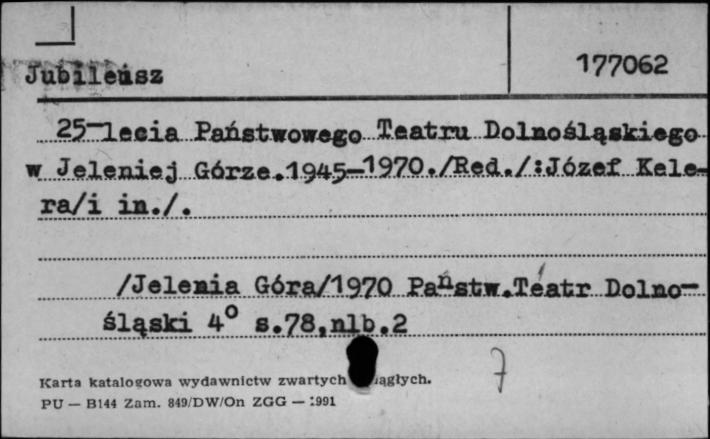 177062
Jubileusz
25-lecia Państwowego Teatru Dolnośląskiego
w Jeleniej Górze.1945-1970./Red./:Józef Kele-
ra/i in./.
/Jelenia Góra/1970 Państw.Teatr Dolno-
śląski 4° s.78,nlb.2
7
Karta katalogowa wydawnictw zwartych
PU — B144 Zam. 849/DW/On ZGG —